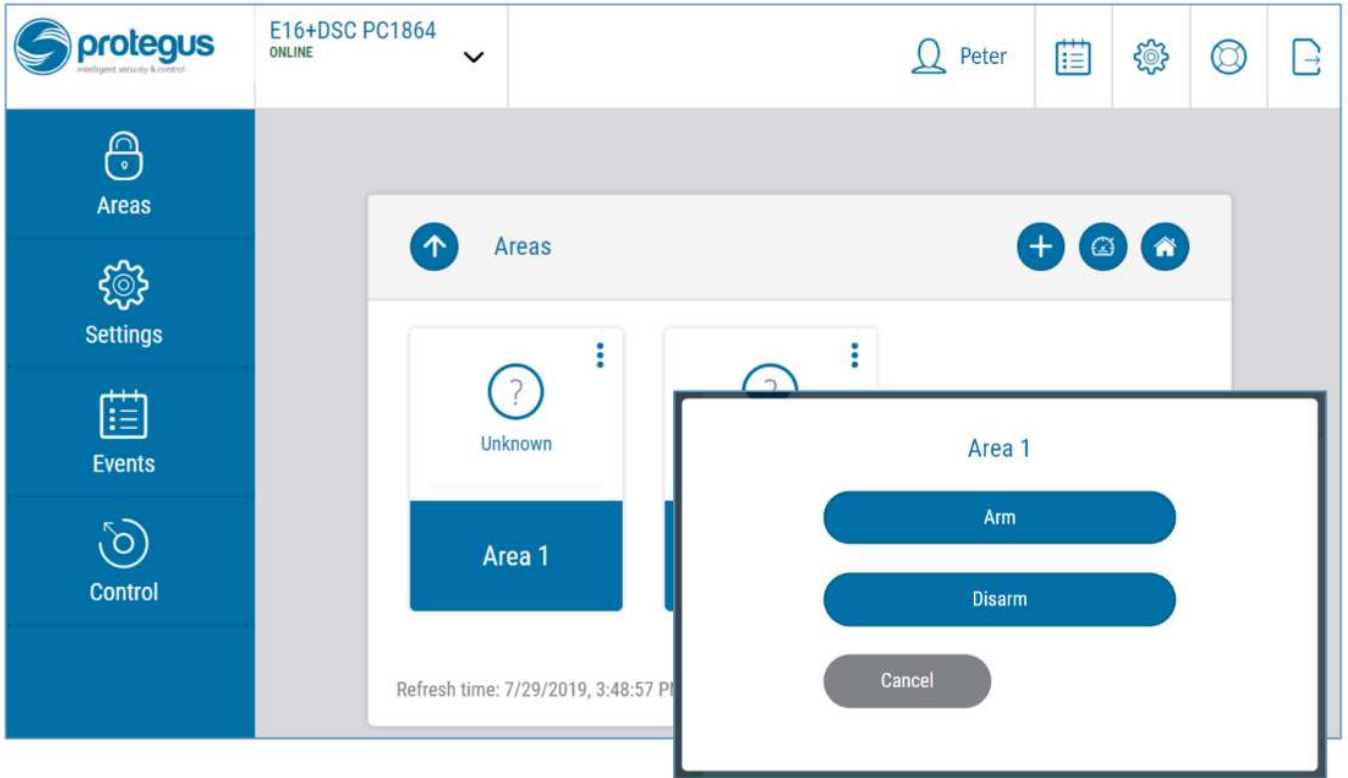 protegus
intelligent security & control
E16+DSC PC1864
ONLINE
Peter
Areas
Settings
Events
Control
Areas
?
Unknown
Area 1
?
Refresh time: 7/29/2019, 3:48:57 P
Area 1
Arm
Disarm
Cancel